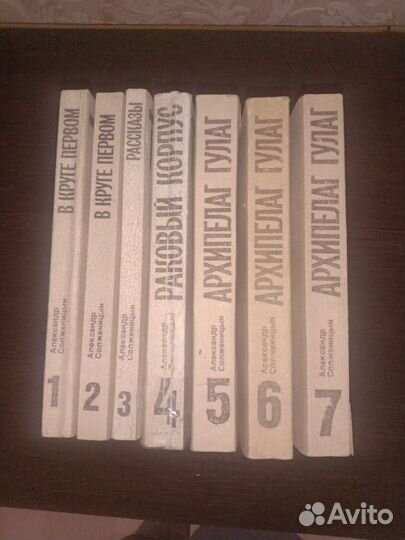 В КРУГЕ ПЕРВОМ
Александр
Солженицын
1
В КРУГЕ ПЕРВОМ
Александр
Солженицын
2
РАССКАЗЫ
Александр
Солженицын
3
РАКОВЫЙ КОРПУС
Александр
4
АРХИПЕЛАГ ГУЛАГ
Александр
Солженицын
5
АРХИПЕЛАГ ГУЛАГ
Александр
Солженицын
6
АРХИПЕЛАГ ГУЛАГ
Александр
Солженицын
7
Avito